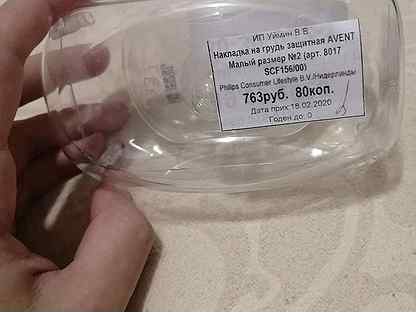 ИП Уймин В.В.
Накладка на грудь защитная AVENT
Малый размер №2 (арт. 8017
SCF156/00)
Philips Consumer Lifestyle B.V./Нидерланды
763руб. 80коп.
Дата прих:18.02.2020
Годен до: 0